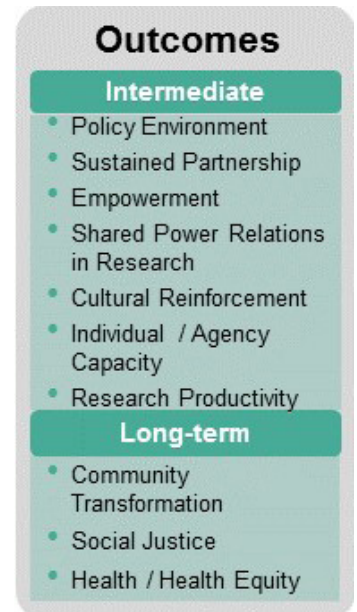 Outcomes
Intermediate
• Policy Environment
• Sustained Partnership
• Empowerment
• Shared Power Relations
in Research
• Cultural Reinforcement
• Individual / Agency
Capacity
• Research Productivity
Long-term
• Community
Transformation
• Social Justice
• Health / Health Equity